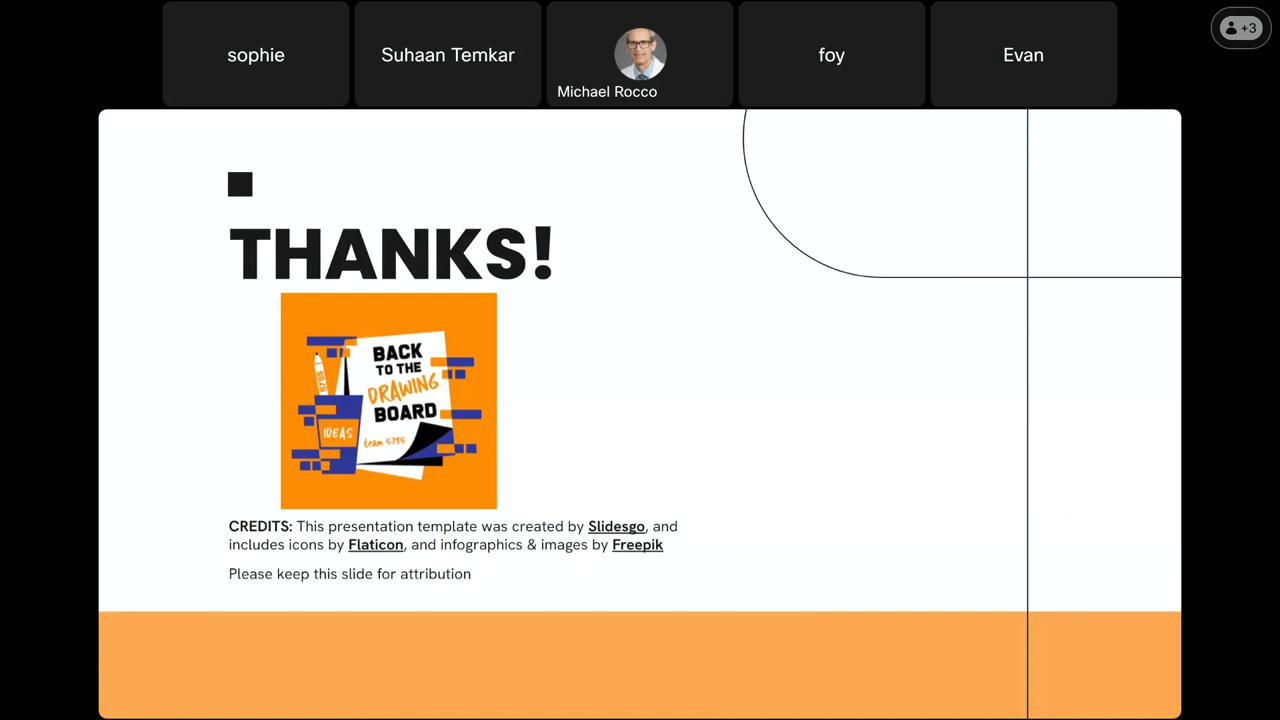 sophie
Suhaan Temkar
Michael Rocco
foy
Evan
+3
THANKS!
BACK
TO THE
DRAWING
BOARD
5795
IDEAS
team 5795
CREDITS: This presentation template was created by Slidesgo, and
includes icons by Flaticon, and infographics & images by Freepik
Please keep this slide for attribution